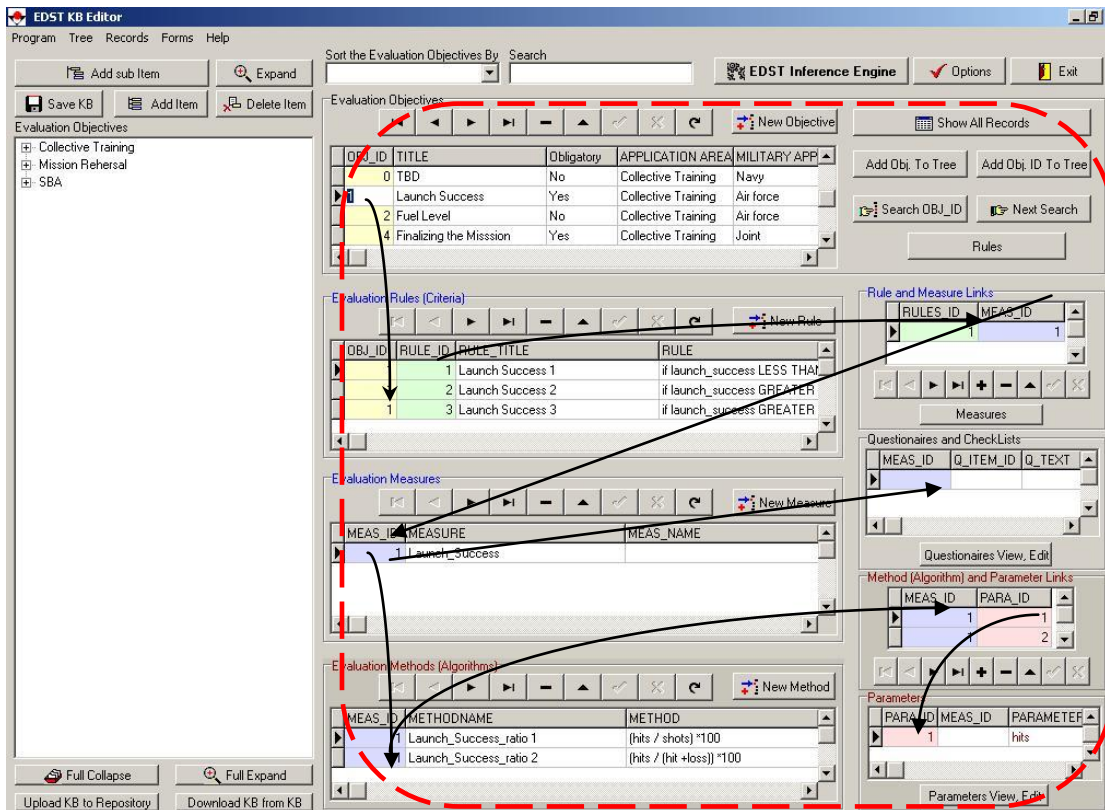 EDST KB Editor
Program Tree Records Forms Help
Add sub Item
Expand
Save KB
Add Item
Delete Item
Evaluation Objectives
Collective Training
Mission Rehersal
SBA
Full Collapse
Full Expand
Upload KB to Repository
Download KB from KB
Sort the Evaluation Objectives By Search
EDST Inference Engine
Options
Exit
Evaluation Objectives
New Objective
OBJ_ID TITLE Obligatory APPLICATION AREA MILITARY APP
0 TBD No Collective Training Navy
1 Launch Success Yes Collective Training Air force
2 Fuel Level No Collective Training Air force
4 Finalizing the Misssion Yes Collective Training Joint
Show All Records
Add Obj. To Tree
Add Obj. ID To Tree
Search OBJ_ID
Next Search
Rules
Evaluation Rules (Criteria)
New Rule
OBJ_ID RULE_ID RULE_TITLE RULE
1 Launch Success 1 if launch_success LESS THAN
2 Launch Success 2 if launch_success GREATER
1 3 Launch Success 3 if launch_success GREATER
Rule and Measure Links
RULES_ID MEAS_ID
1 1
Measures
Evaluation Measures
New Measure
MEAS_ID MEASURE MEAS_NAME
1 Launch_Success
Questionaires and CheckLists
MEAS_ID Q_ITEM_ID Q_TEXT
Questionaires View, Edit
Method (Algorithm) and Parameter Links
MEAS_ID PARA_ID
1 1
1 2
Evaluation Methods (Algorithms)
New Method
MEAS_ID METHODNAME METHOD
1 Launch_Success_ratio 1 (hits / shots) *100
1 Launch_Success_ratio 2 (hits / (hit +loss)) *100
Parameters
PARA_ID MEAS_ID PARAMETER
1 hits
Parameters View, Edit